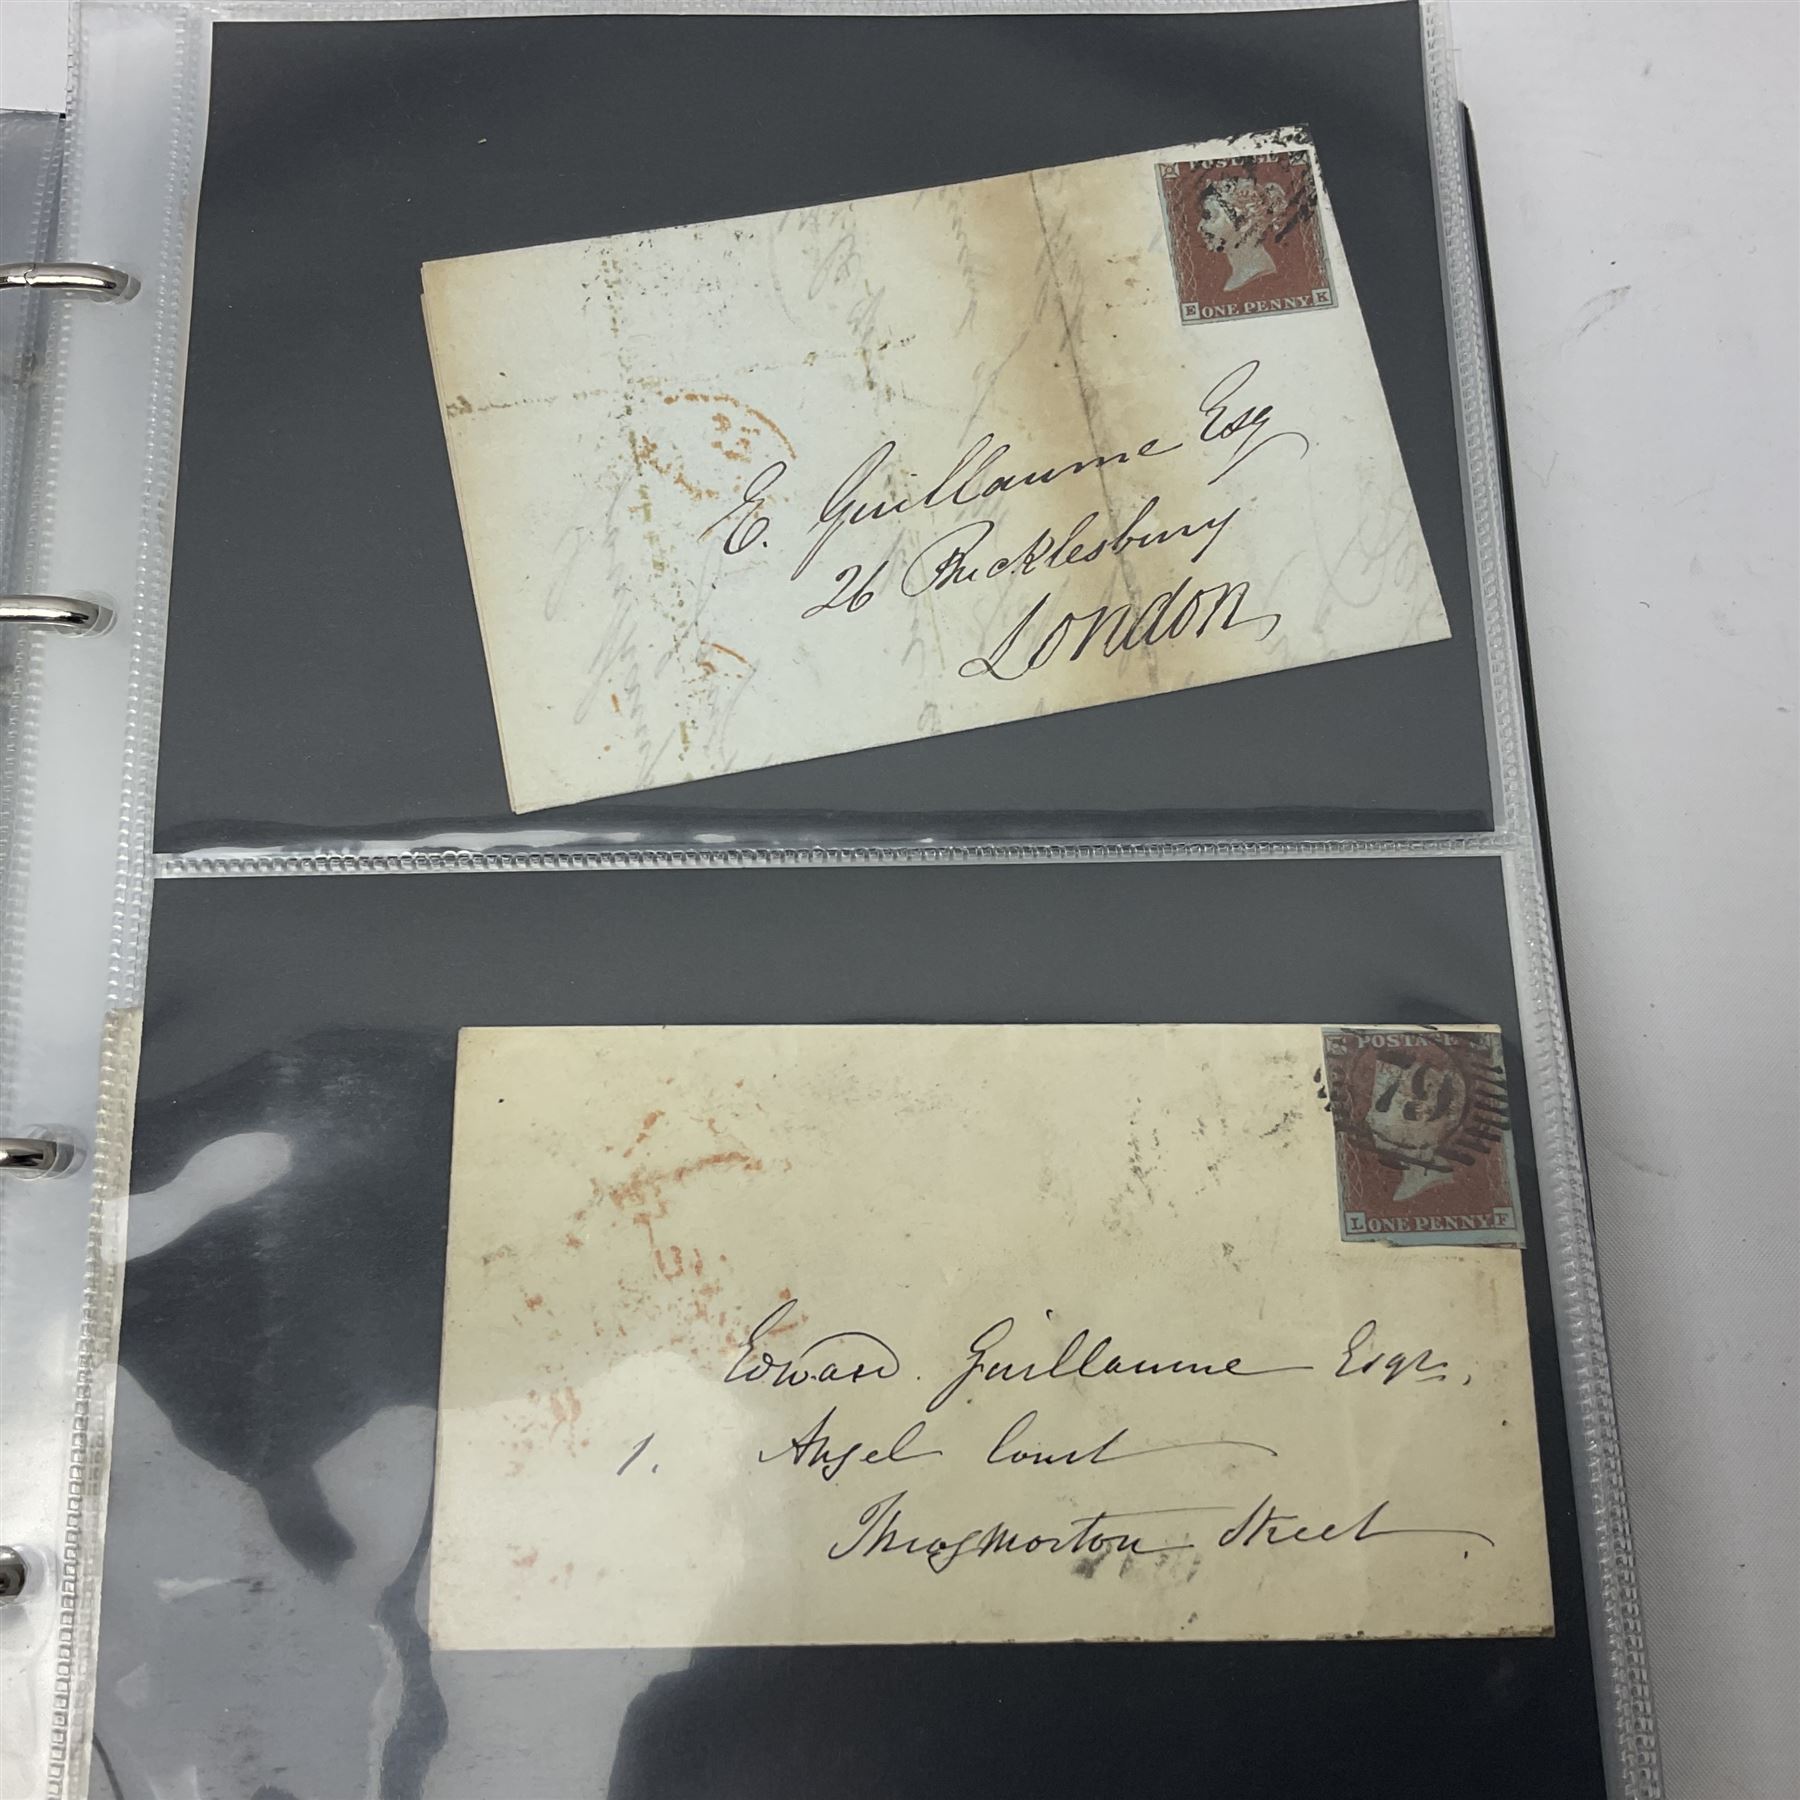 POSTAGE
E ONE PENNY K
E. Guillaume Esq
26 Bucklesbury
London
POSTAGE
79
L ONE PENNY F
Edward Guillaume Esqr.,
1. Angel Court
Throgmorton Street.